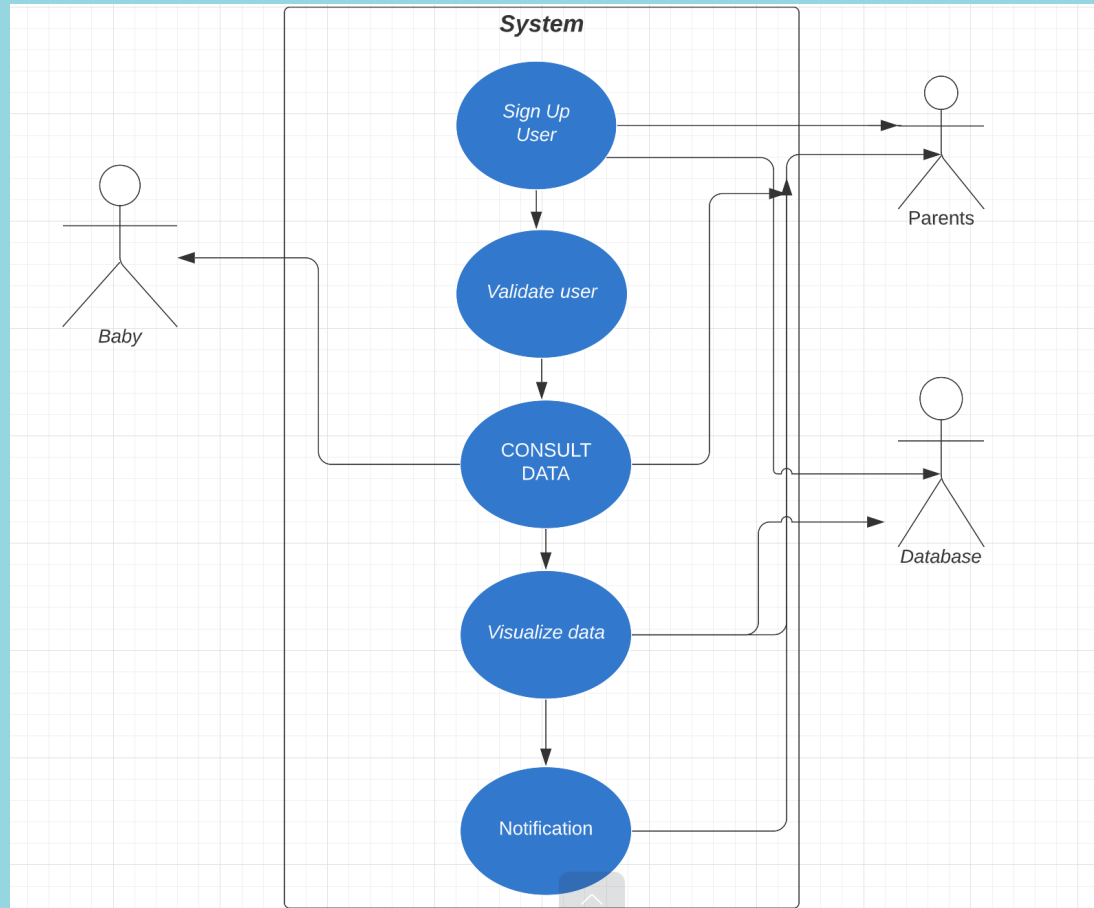 System
Sign Up
User
Parents
Validate user
Baby
CONSULT
DATA
Database
Visualize data
Notification